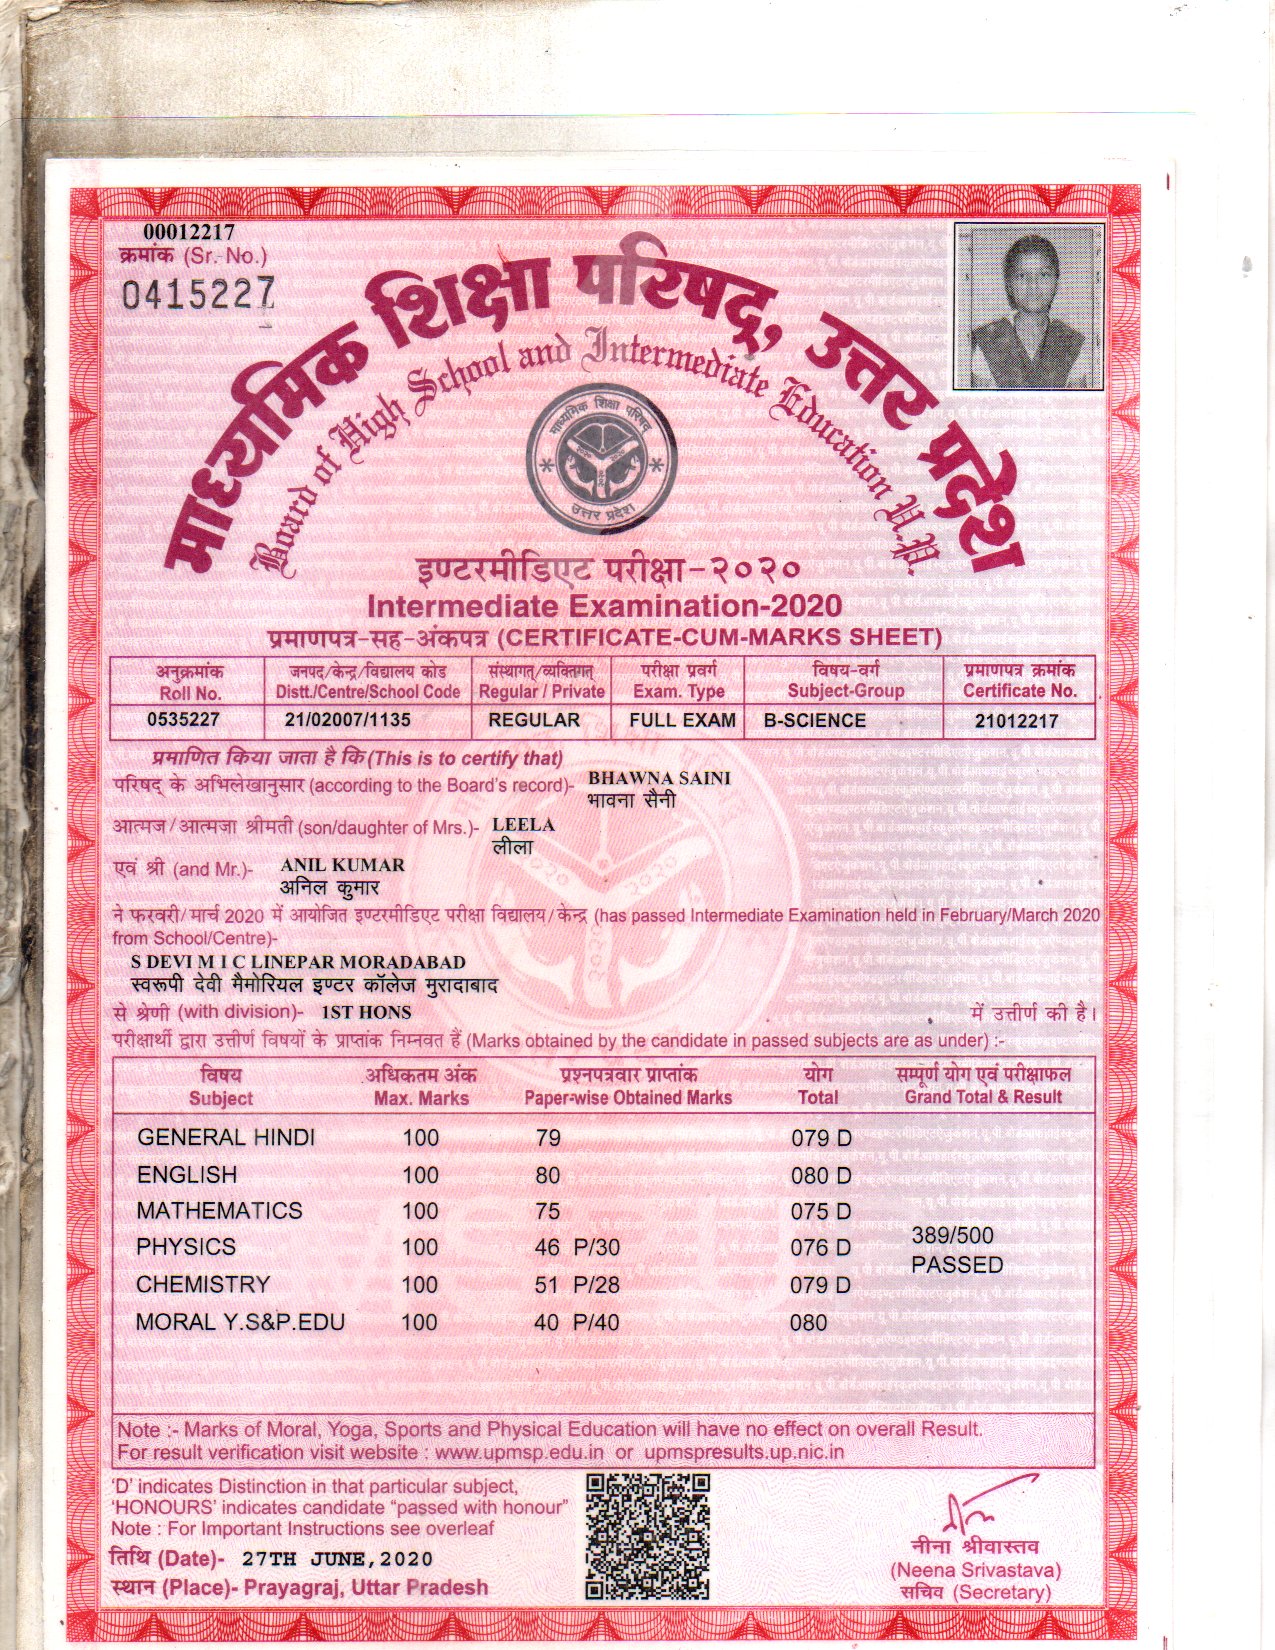 00012217
क्रमांक (Sr. No.)
0415227
माध्यमिक शिक्षा परिषद्, उत्तर प्रदेश
Board of High School and Intermediate Education U.P.
माध्यमिक शिक्षा परिषद्
उत्तर प्रदेश
इण्टरमीडिएट परीक्षा-२०२०
Intermediate Examination-2020
प्रमाणपत्र-सह-अंकपत्र (CERTIFICATE-CUM-MARKS SHEET)
अनुक्रमांक जनपद/केन्द्र/विद्यालय कोड संस्थागत्/व्यक्तिगत् परीक्षा प्रवर्ग विषय-वर्ग प्रमाणपत्र क्रमांक
Roll No. Distt./Centre/School Code Regular / Private Exam. Type Subject-Group Certificate No.
0535227 21/02007/1135 REGULAR FULL EXAM B-SCIENCE 21012217
प्रमाणित किया जाता है कि (This is to certify that)
परिषद् के अभिलेखानुसार (according to the Board's record)- BHAWNA SAINI
भावना सैनी
आत्मज/आत्मजा श्रीमती (son/daughter of Mrs.)- LEELA
लीला
एवं श्री (and Mr.)- ANIL KUMAR
अनिल कुमार
ने फरवरी/मार्च 2020 में आयोजित इण्टरमीडिएट परीक्षा विद्यालय/केन्द्र (has passed Intermediate Examination held in February/March 2020
from School/Centre)-
S DEVI M I C LINEPAR MORADABAD
स्वरूपी देवी मैमोरियल इण्टर कॉलेज मुरादाबाद
से श्रेणी (with division)- 1ST HONS में उत्तीर्ण की है।
परीक्षार्थी द्वारा उत्तीर्ण विषयों के प्राप्तांक निम्नवत हैं (Marks obtained by the candidate in passed subjects are as under) :-
विषय अधिकतम अंक प्रश्नपत्रवार प्राप्तांक योग सम्पूर्ण योग एवं परीक्षाफल
Subject Max. Marks Paper-wise Obtained Marks Total Grand Total & Result
GENERAL HINDI 100 79 079 D
ENGLISH 100 80 080 D
MATHEMATICS 100 75 075 D
PHYSICS 100 46 P/30 076 D
389/500
PASSED
CHEMISTRY 100 51 P/28 079 D
MORAL Y.S&P.EDU 100 40 P/40 080
Note :- Marks of Moral, Yoga, Sports and Physical Education will have no effect on overall Result.
For result verification visit website : www.upmsp.edu.in or upmspresults.up.nic.in
'D' indicates Distinction in that particular subject,
'HONOURS' indicates candidate "passed with honour"
Note : For Important Instructions see overleaf
तिथि (Date)- 27TH JUNE,2020
स्थान (Place)- Prayagraj, Uttar Pradesh
नीना श्रीवास्तव
(Neena Srivastava)
सचिव (Secretary)